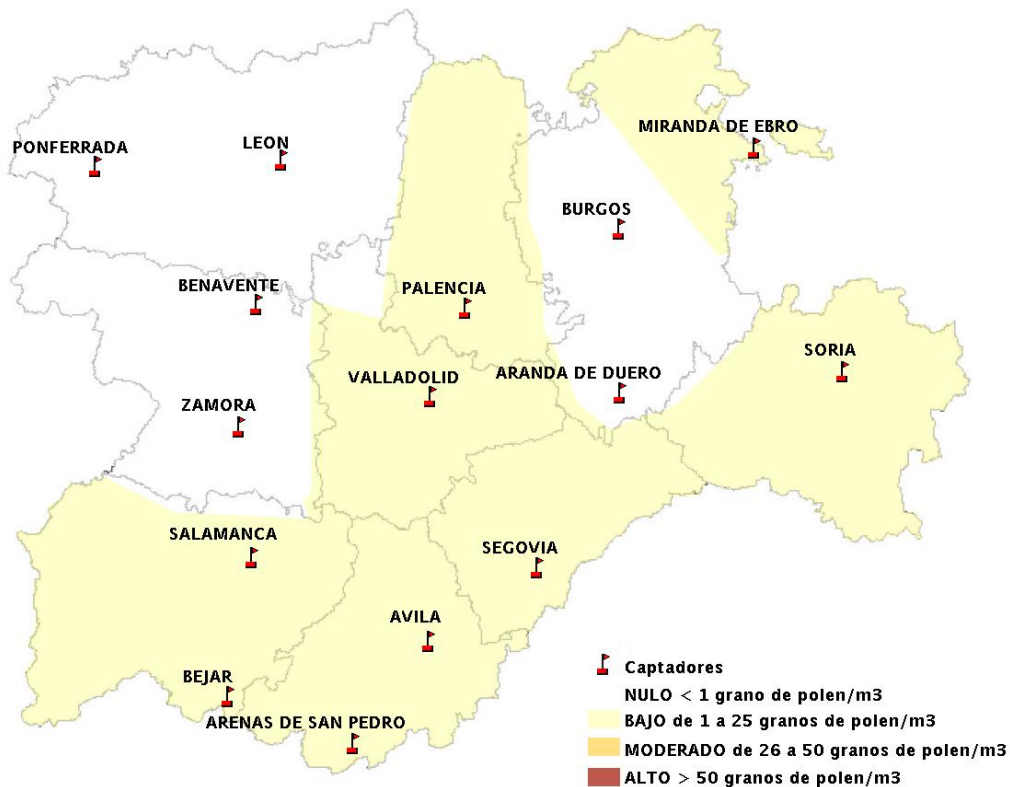 MIRANDA DE EBRO
LEON
PONFERRADA
BURGOS
BENAVENTE
PALENCIA
SORIA
VALLADOLID
ARANDA DE DUERO
ZAMORA
SALAMANCA
SEGOVIA
AVILA
BEJAR
ARENAS DE SAN PEDRO
Captadores
NULO < 1 grano de polen/m3
BAJO de 1 a 25 granos de polen/m3
MODERADO de 26 a 50 granos de polen/m3
ALTO > 50 granos de polen/m3